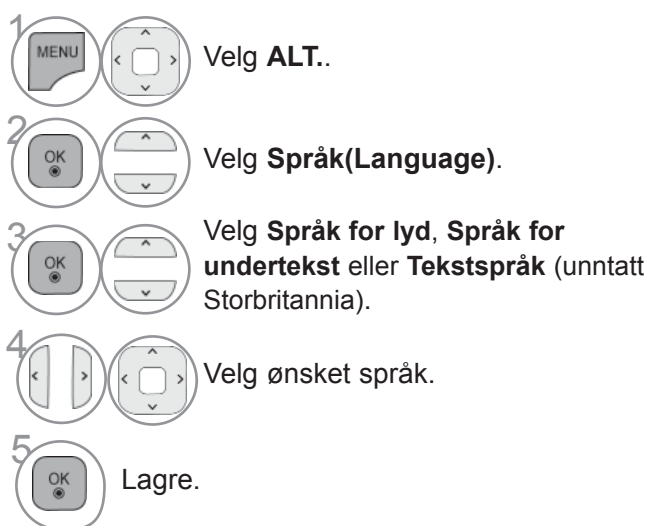 1
MENU
Velg ALT..
2
OK
Velg Språk(Language).
3
OK
Velg Språk for lyd, Språk for
undertekst eller Tekstspråk (unntatt
Storbritannia).
4
Velg ønsket språk.
5
OK
Lagre.